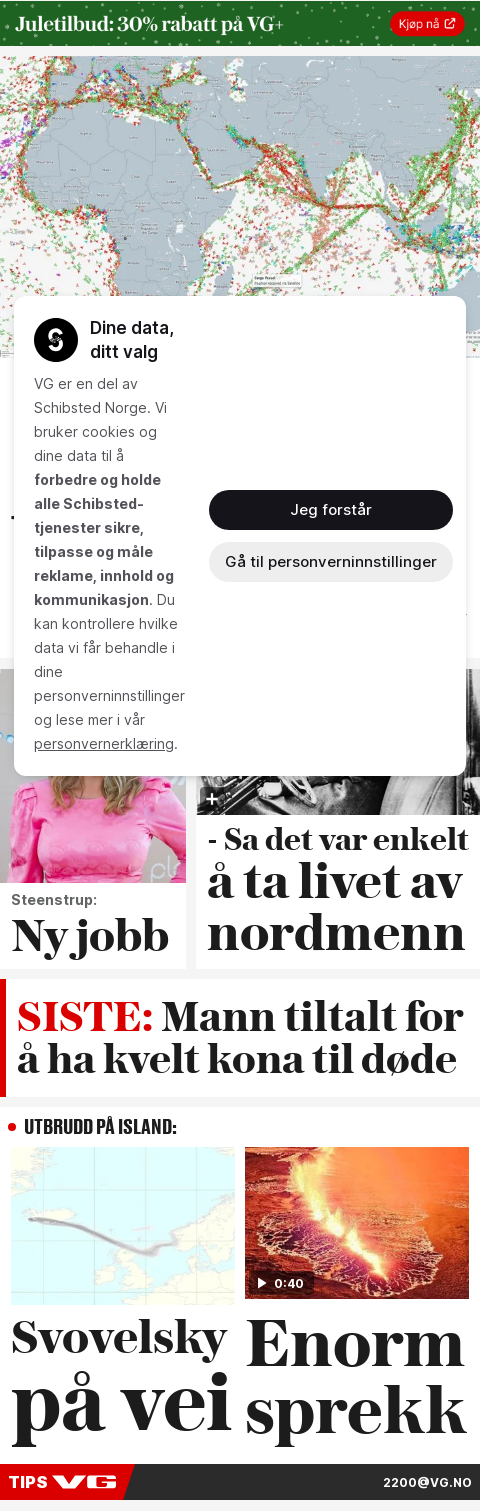 Juletilbud: 30% rabatt på VG+
Kjøp nå
Dine data,
ditt valg
VG er en del av
Schibsted Norge. Vi
bruker cookies og
dine data til å
forbedre og holde
alle Schibsted-
tjenester sikre,
tilpasse og måle
reklame, innhold og
kommunikasjon. Du
kan kontrollere hvilke
data vi får behandle i
dine
personverninnstillinger
og lese mer i vår
personvernerklæring.
Jeg forstår
Gå til personverninnstillinger
Steenstrup:
Ny jobb
- Sa det var enkelt
å ta livet av
nordmenn
SISTE: Mann tiltalt for
å ha kvelt kona til døde
UTBRUDD PÅ ISLAND:
0:40
Svovelsky
på vei
Enorm
sprekk
TIPS VG
2200@VG.NO